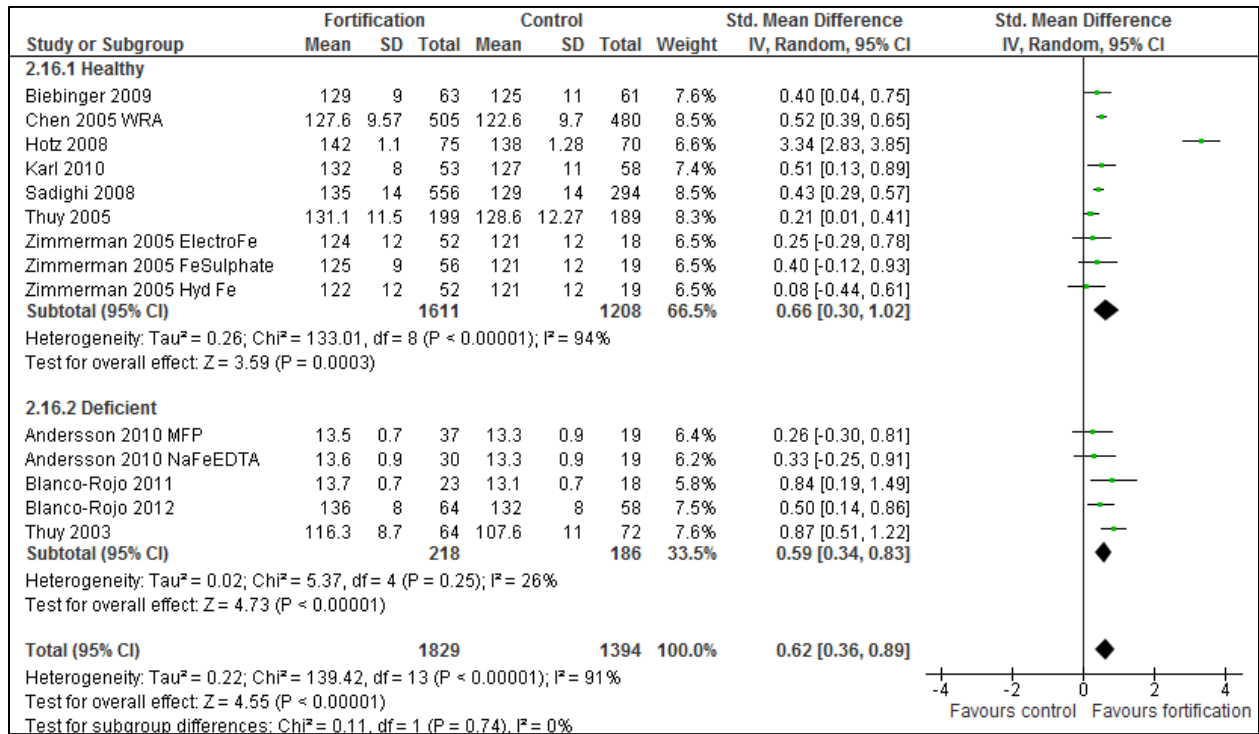 Fortification Control Std. Mean Difference Std. Mean Difference
Study or Subgroup Mean SD Total Mean SD Total Weight IV, Random, 95% CI IV, Random, 95% CI
2.16.1 Healthy
Biebinger 2009 129 9 63 125 11 61 7.6% 0.40 [0.04, 0.75]
Chen 2005 WRA 127.6 9.57 505 122.6 9.7 480 8.5% 0.52 [0.39, 0.65]
Hotz 2008 142 1.1 75 138 1.28 70 6.6% 3.34 [2.83, 3.85]
Karl 2010 132 8 53 127 11 58 7.4% 0.51 [0.13, 0.89]
Sadighi 2008 135 14 556 129 14 294 8.5% 0.43 [0.29, 0.57]
Thuy 2005 131.1 11.5 199 128.6 12.27 189 8.3% 0.21 [0.01, 0.41]
Zimmerman 2005 ElectroFe 124 12 52 121 12 18 6.5% 0.25 [-0.29, 0.78]
Zimmerman 2005 FeSulphate 125 9 56 121 12 19 6.5% 0.40 [-0.12, 0.93]
Zimmerman 2005 Hyd Fe 122 12 52 121 12 19 6.5% 0.08 [-0.44, 0.61]
Subtotal (95% CI) 1611 1208 66.5% 0.66 [0.30, 1.02]
Heterogeneity: Tau² = 0.26; Chi² = 133.01, df = 8 (P < 0.00001); I² = 94%
Test for overall effect: Z = 3.59 (P = 0.0003)
2.16.2 Deficient
Andersson 2010 MFP 13.5 0.7 37 13.3 0.9 19 6.4% 0.26 [-0.30, 0.81]
Andersson 2010 NaFeEDTA 13.6 0.9 30 13.3 0.9 19 6.2% 0.33 [-0.25, 0.91]
Blanco-Rojo 2011 13.7 0.7 23 13.1 0.7 18 5.8% 0.84 [0.19, 1.49]
Blanco-Rojo 2012 136 8 64 132 8 58 7.5% 0.50 [0.14, 0.86]
Thuy 2003 116.3 8.7 64 107.6 11 72 7.6% 0.87 [0.51, 1.22]
Subtotal (95% CI) 218 186 33.5% 0.59 [0.34, 0.83]
Heterogeneity: Tau² = 0.02; Chi² = 5.37, df = 4 (P = 0.25); I² = 26%
Test for overall effect: Z = 4.73 (P < 0.00001)
Total (95% CI) 1829 1394 100.0% 0.62 [0.36, 0.89]
Heterogeneity: Tau² = 0.22; Chi² = 139.42, df = 13 (P < 0.00001); I² = 91%
Test for overall effect: Z = 4.55 (P < 0.00001)
Test for subgroup differences: Chi² = 0.11, df = 1 (P = 0.74), I² = 0%
-4 -2 0 2 4
Favours control Favours fortification